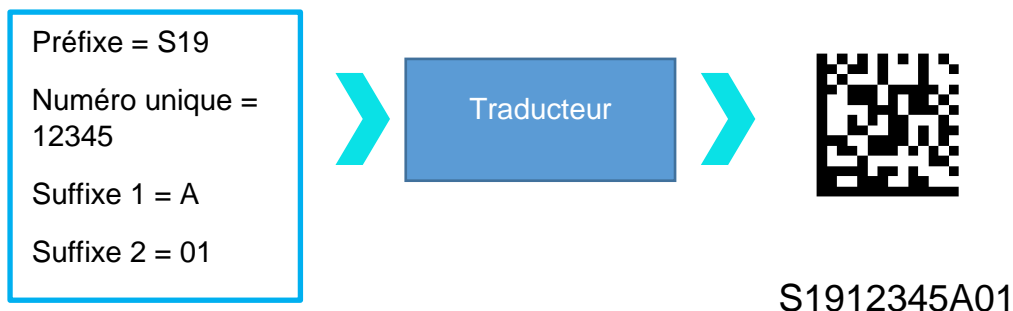 Préfixe = S19
Numéro unique =
12345
Suffixe 1 = A
Suffixe 2 = 01
Traducteur
S1912345A01